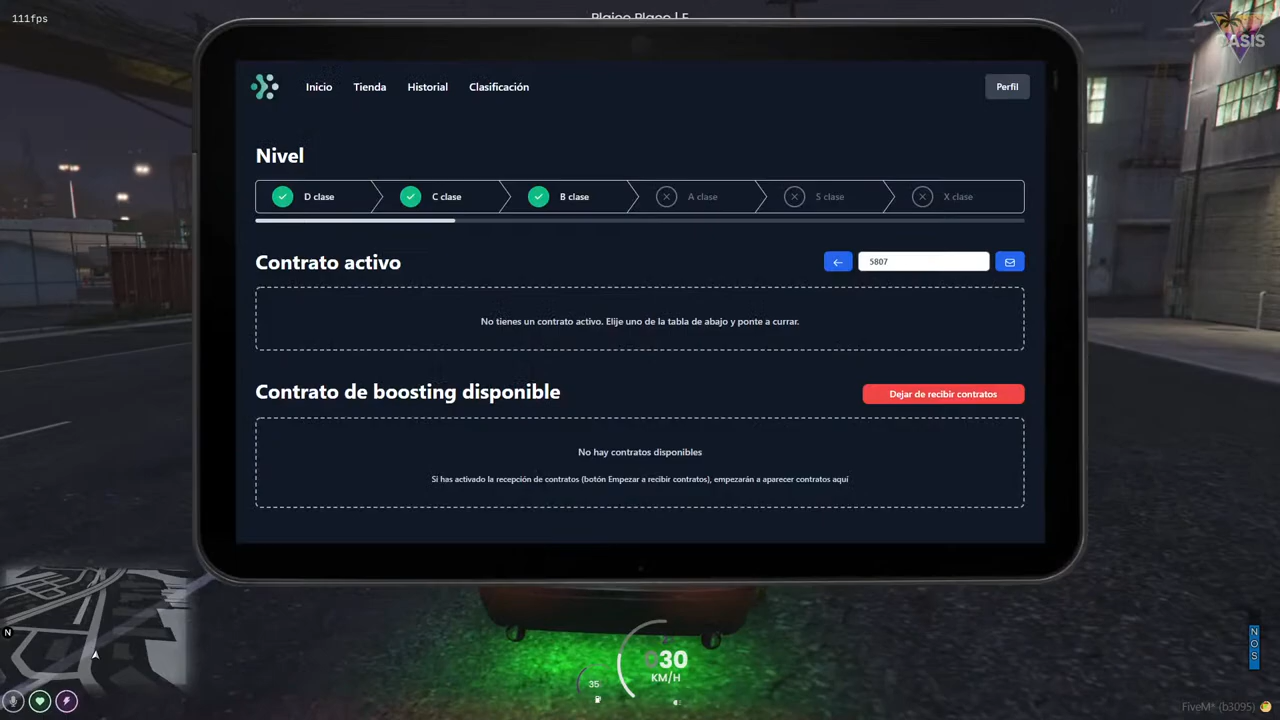 111fps
OASIS
Inicio
Tienda
Historial
Clasificación
Perfil
Nivel
D clase
C clase
B clase
A clase
S clase
X clase
Contrato activo
5807
No tienes un contrato activo. Elije uno de la tabla de abajo y ponte a currar.
Contrato de boosting disponible
Dejar de recibir contratos
No hay contratos disponibles
Si has activado la recepción de contratos (botón Empezar a recibir contratos), empezarán a aparecer contratos aquí
N
NOS
030
KM/H
35
FiveM* (b3095)